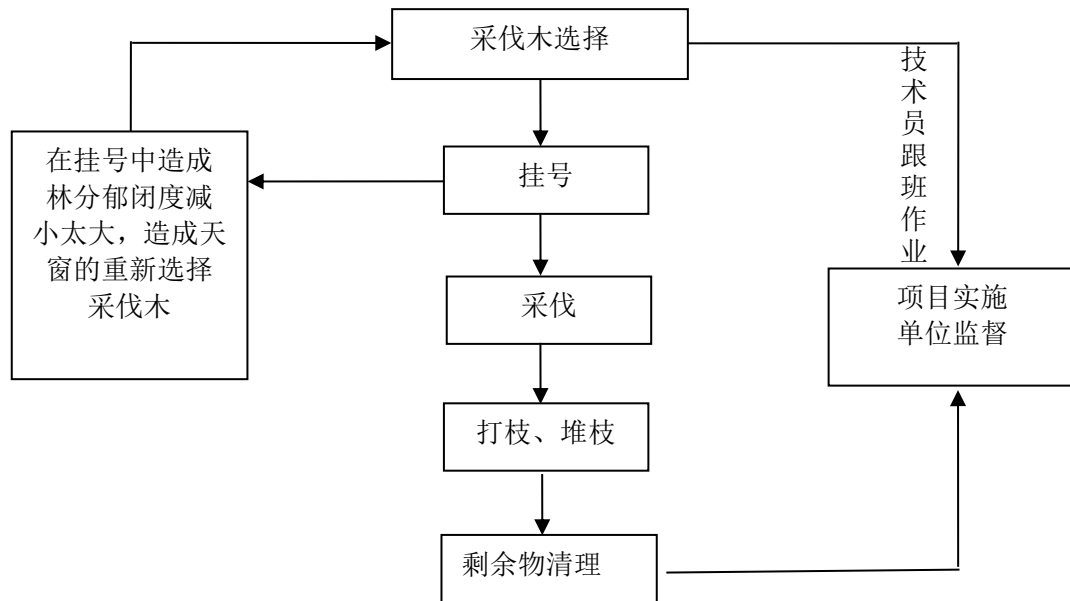 采伐木选择
技术员跟班作业
在挂号中造成
林分郁闭度减
小太大，造成天
窗的重新选择
采伐木
挂号
采伐
项目实施
单位监督
打枝、堆枝
剩余物清理